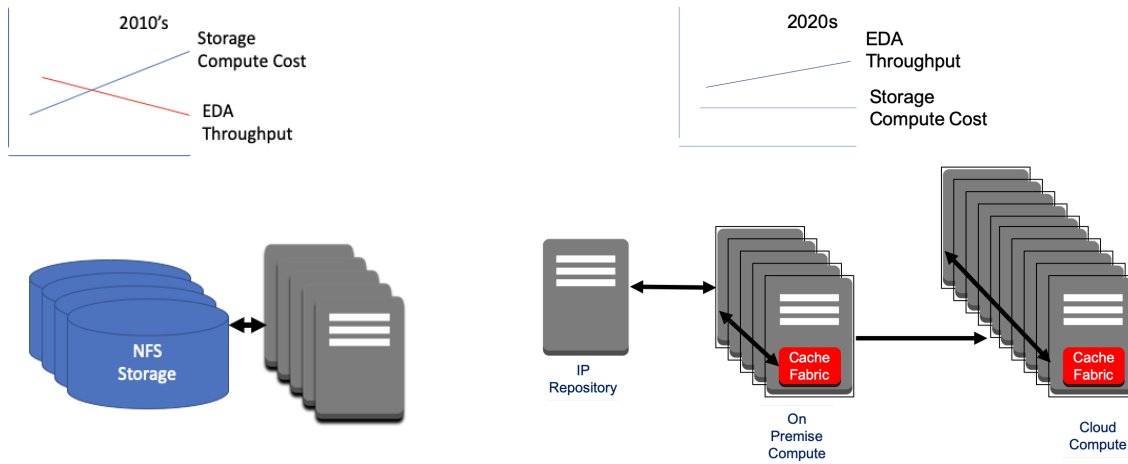 2010's
Storage
Compute Cost
EDA
Throughput
NFS
Storage
2020s
EDA
Throughput
Storage
Compute Cost
IP
Repository
Cache
Fabric
On
Premise
Compute
Cache
Fabric
Cloud
Compute